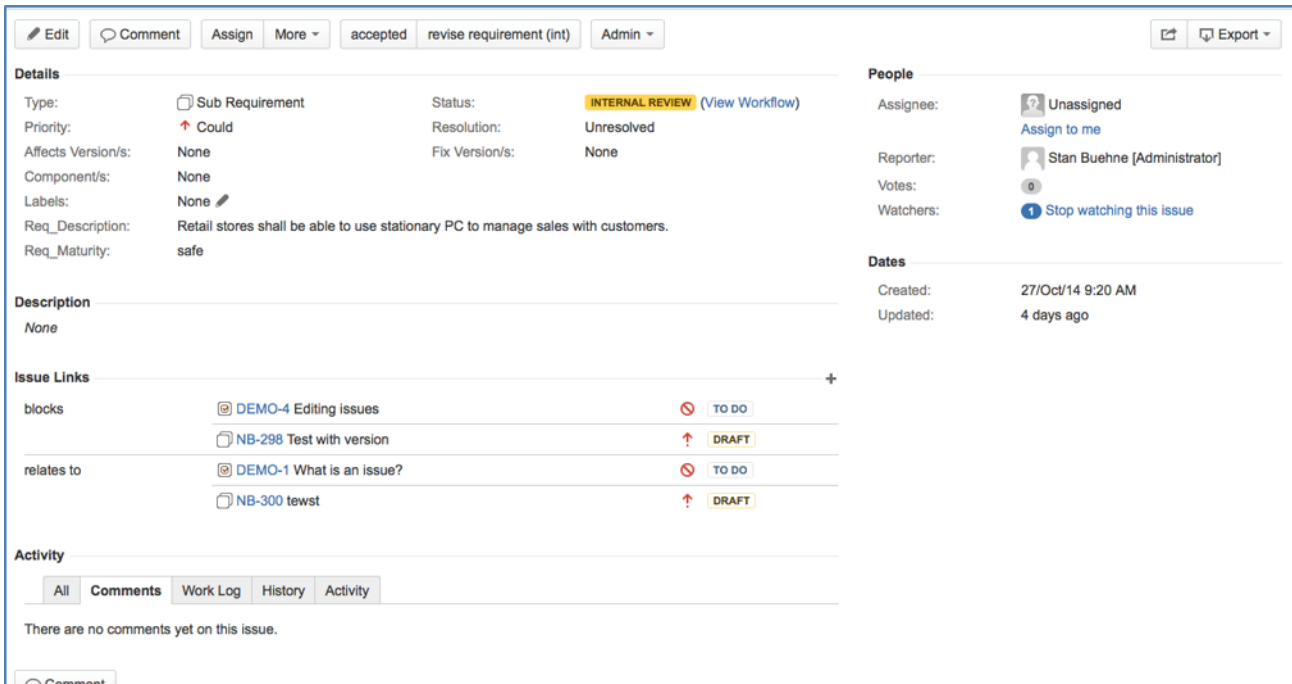 Edit Comment Assign More accepted revise requirement (int) Admin Export
Details
Type: Sub Requirement Status: INTERNAL REVIEW (View Workflow)
Priority: Could Resolution: Unresolved
Affects Version/s: None Fix Version/s: None
Component/s: None
Labels: None
Req_Description: Retail stores shall be able to use stationary PC to manage sales with customers.
Req_Maturity: safe
Description
None
Issue Links
blocks DEMO-4 Editing issues TO DO
NB-298 Test with version DRAFT
relates to DEMO-1 What is an issue? TO DO
NB-300 tewst DRAFT
Activity
All Comments Work Log History Activity
There are no comments yet on this issue.
Comment
People
Assignee: Unassigned
Assign to me
Reporter: Stan Buehne [Administrator]
Votes: 0
Watchers: 1 Stop watching this issue
Dates
Created: 27/Oct/14 9:20 AM
Updated: 4 days ago